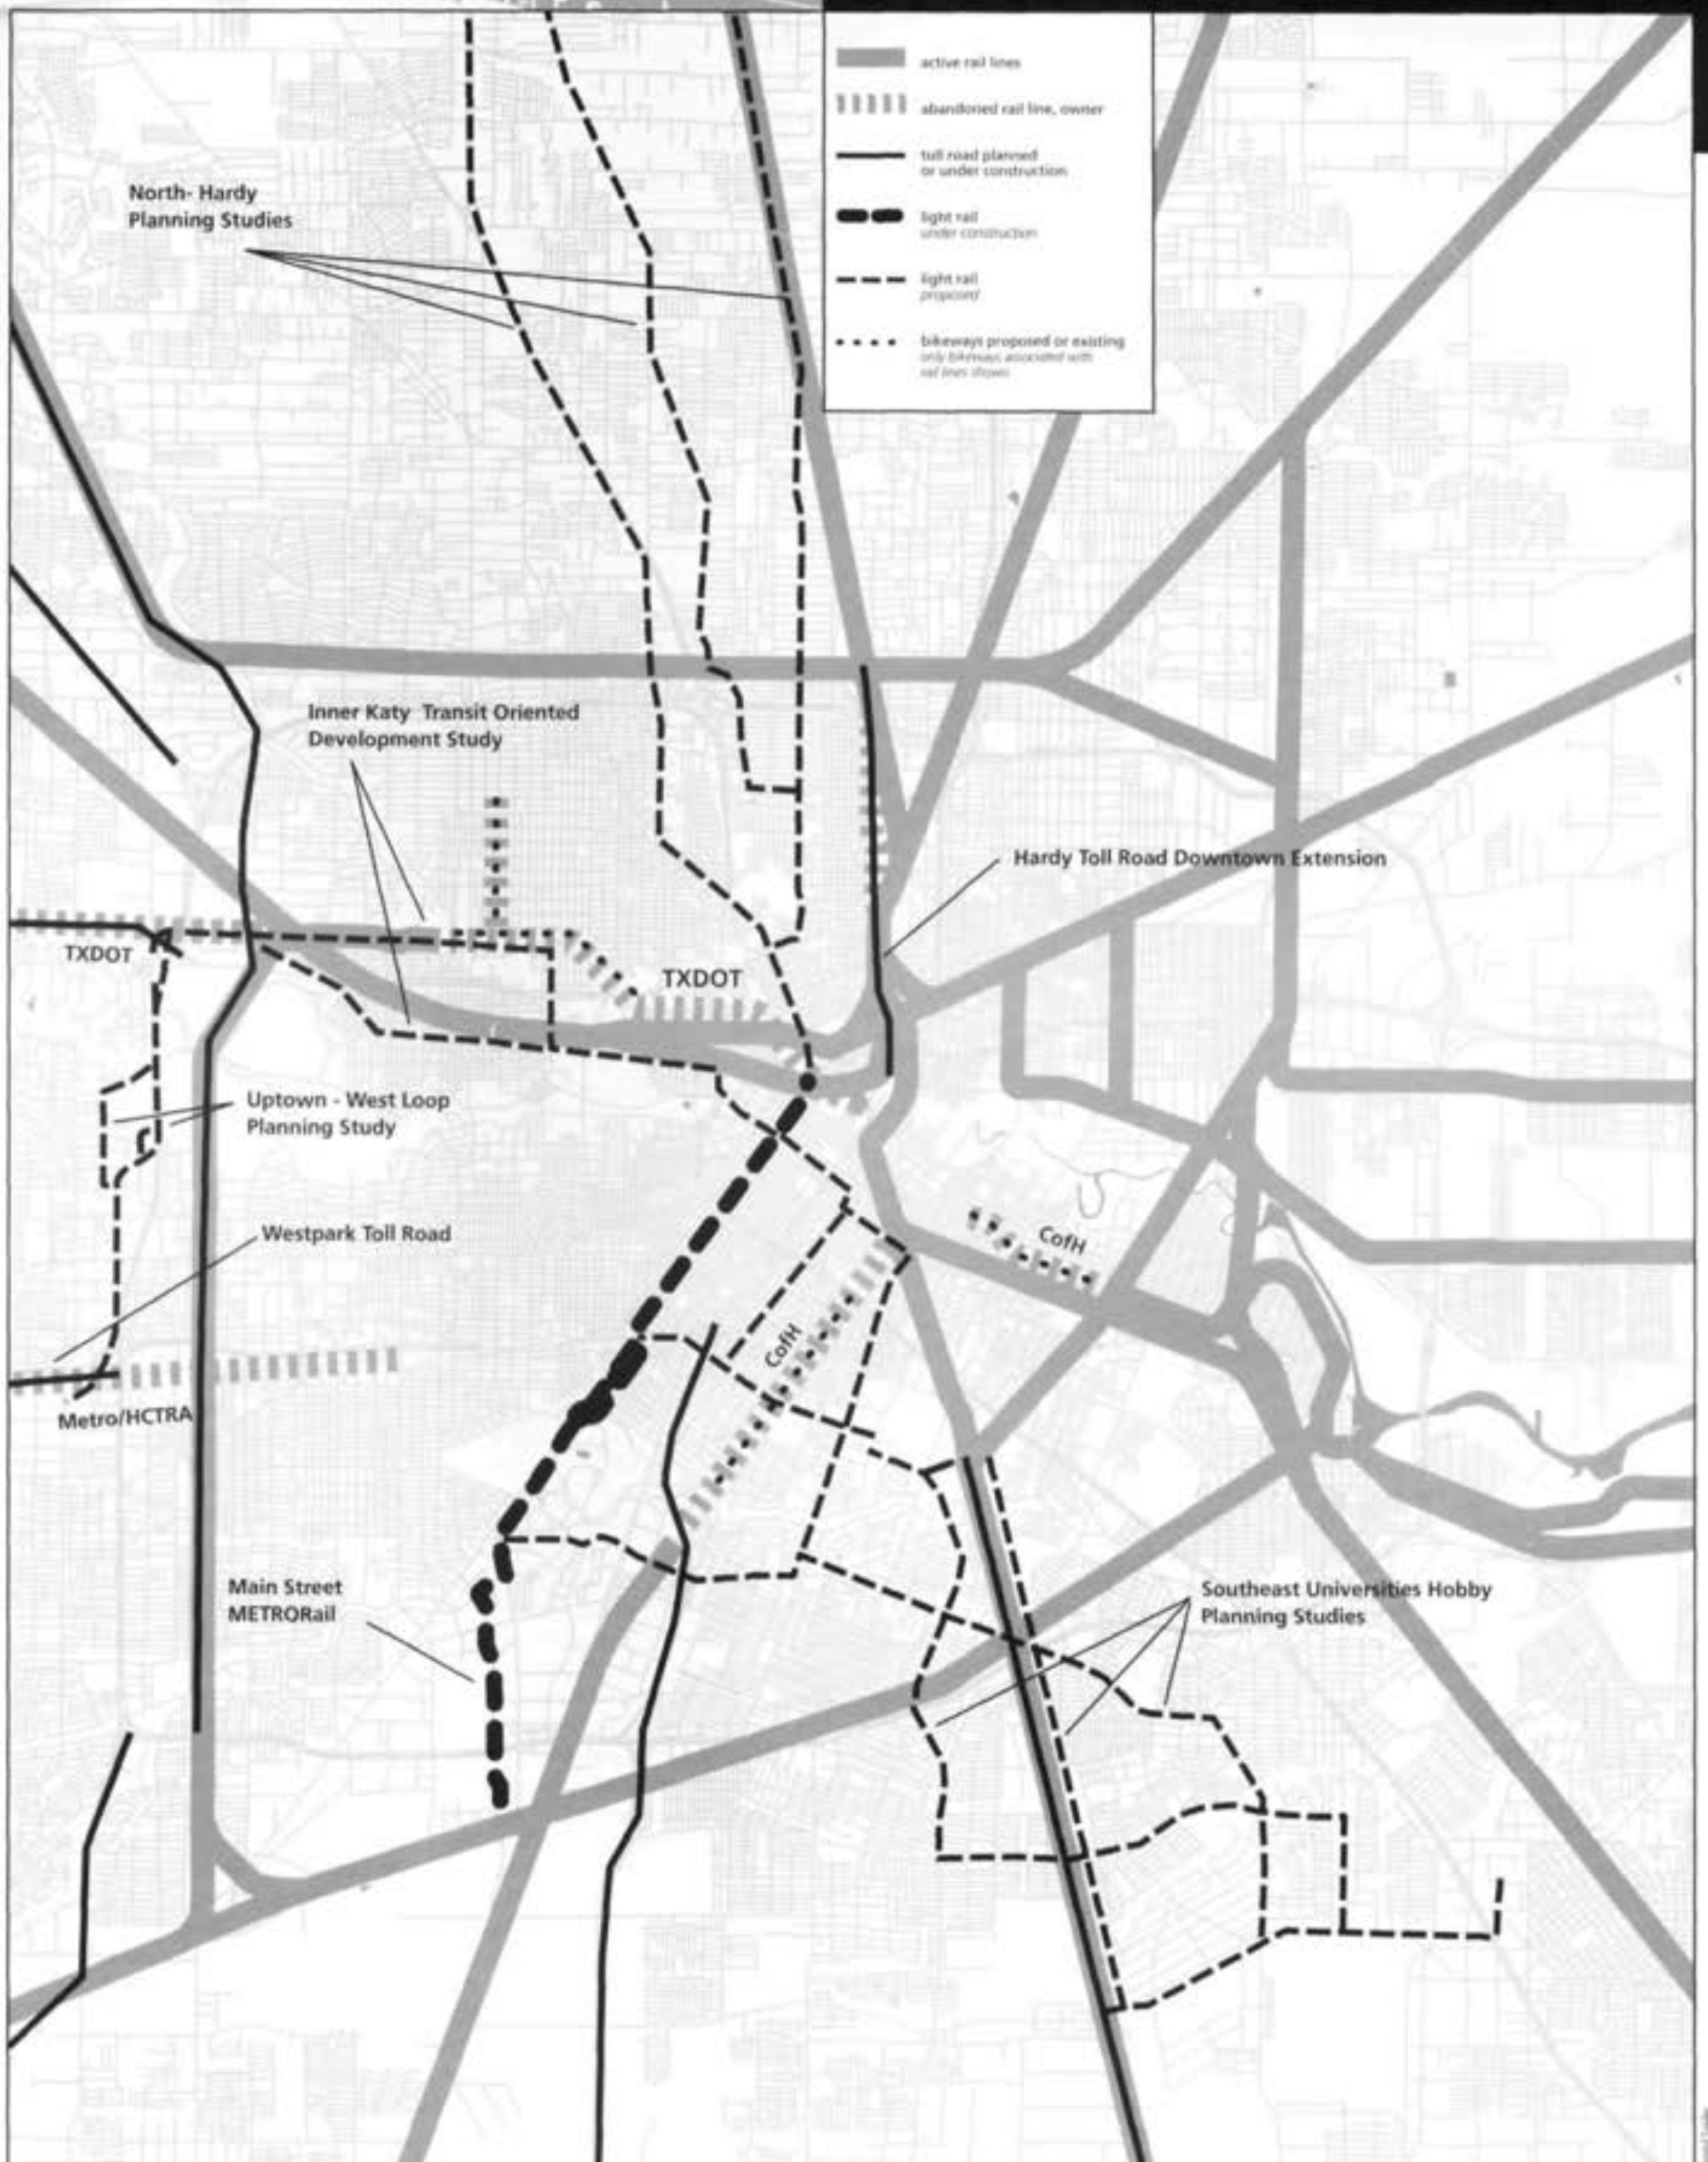 active rail lines
abandoned rail line, owner
toll road planned
or under construction
light rail
under construction
light rail
proposed
bikeways proposed or existing
only bikeways associated with
rail lines shown
North- Hardy
Planning Studies
Inner Katy Transit Oriented
Development Study
Hardy Toll Road Downtown Extension
TXDOT
TXDOT
Uptown - West Loop
Planning Study
Westpark Toll Road
CofH
CofH
Metro/HCTRA
Main Street
METRORail
Southeast Universities Hobby
Planning Studies